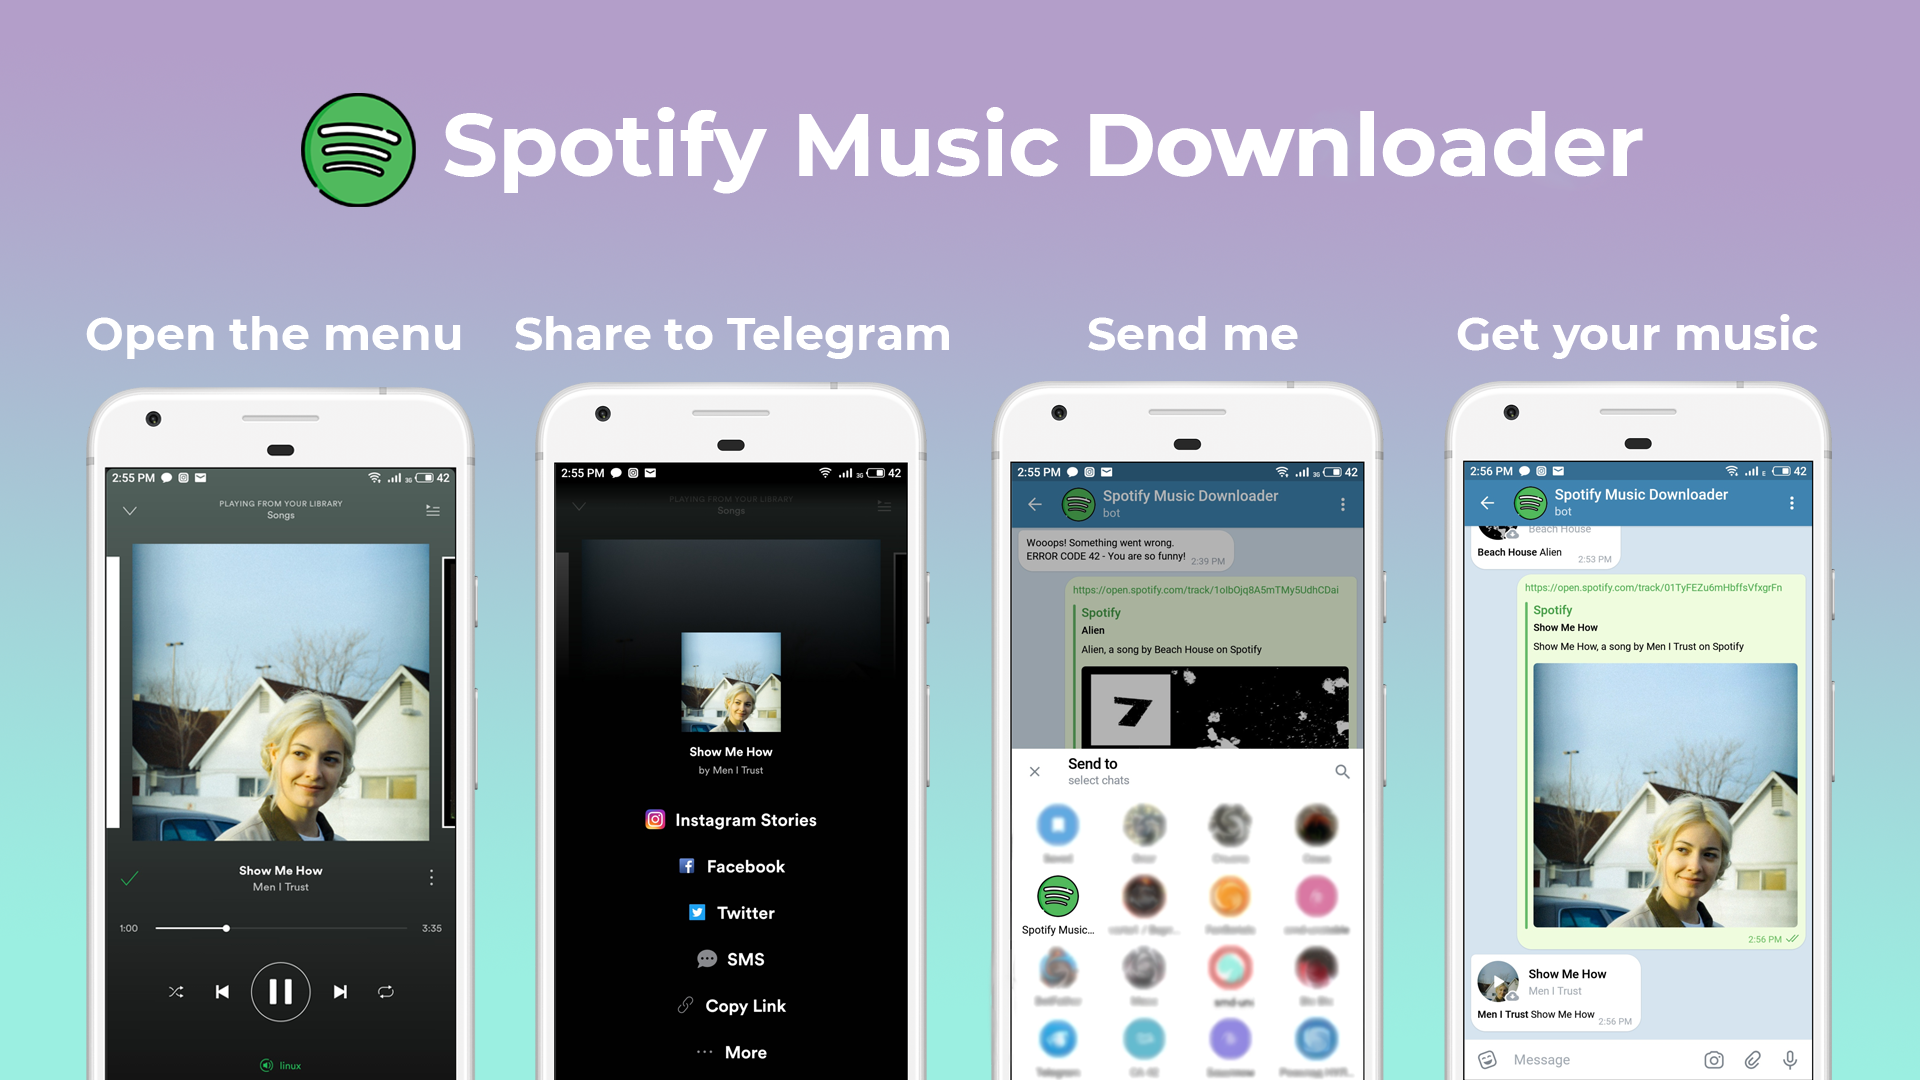 Spotify Music Downloader
Open the menu
Share to Telegram
Send me
Get your music
2:55 PM
3G
42
PLAYING FROM YOUR LIBRARY
Songs
Show Me How
Men I Trust
1:00
3:35
linux
2:55 PM
3G
42
PLAYING FROM YOUR LIBRARY
Songs
Show Me How
by Men I Trust
Instagram Stories
Facebook
Twitter
SMS
Copy Link
More
2:55 PM
3G
42
Spotify Music Downloader
bot
Wooops! Something went wrong.
ERROR CODE 42 - You are so funny!
2:39 PM
Spotify
Alien
Alien, a song by Beach House on Spotify
7
Send to
select chats
Spotify Music...
Telegram
2:56 PM
E
42
Spotify Music Downloader
bot
Beach House
Beach House Alien
2:53 PM
https://open.spotify.com/track/01TyFEZu6mHbffsVfxgrFn
Spotify
Show Me How
Show Me How, a song by Men I Trust on Spotify
2:56 PM
Show Me How
Men I Trust
Men I Trust Show Me How
2:56 PM
Message